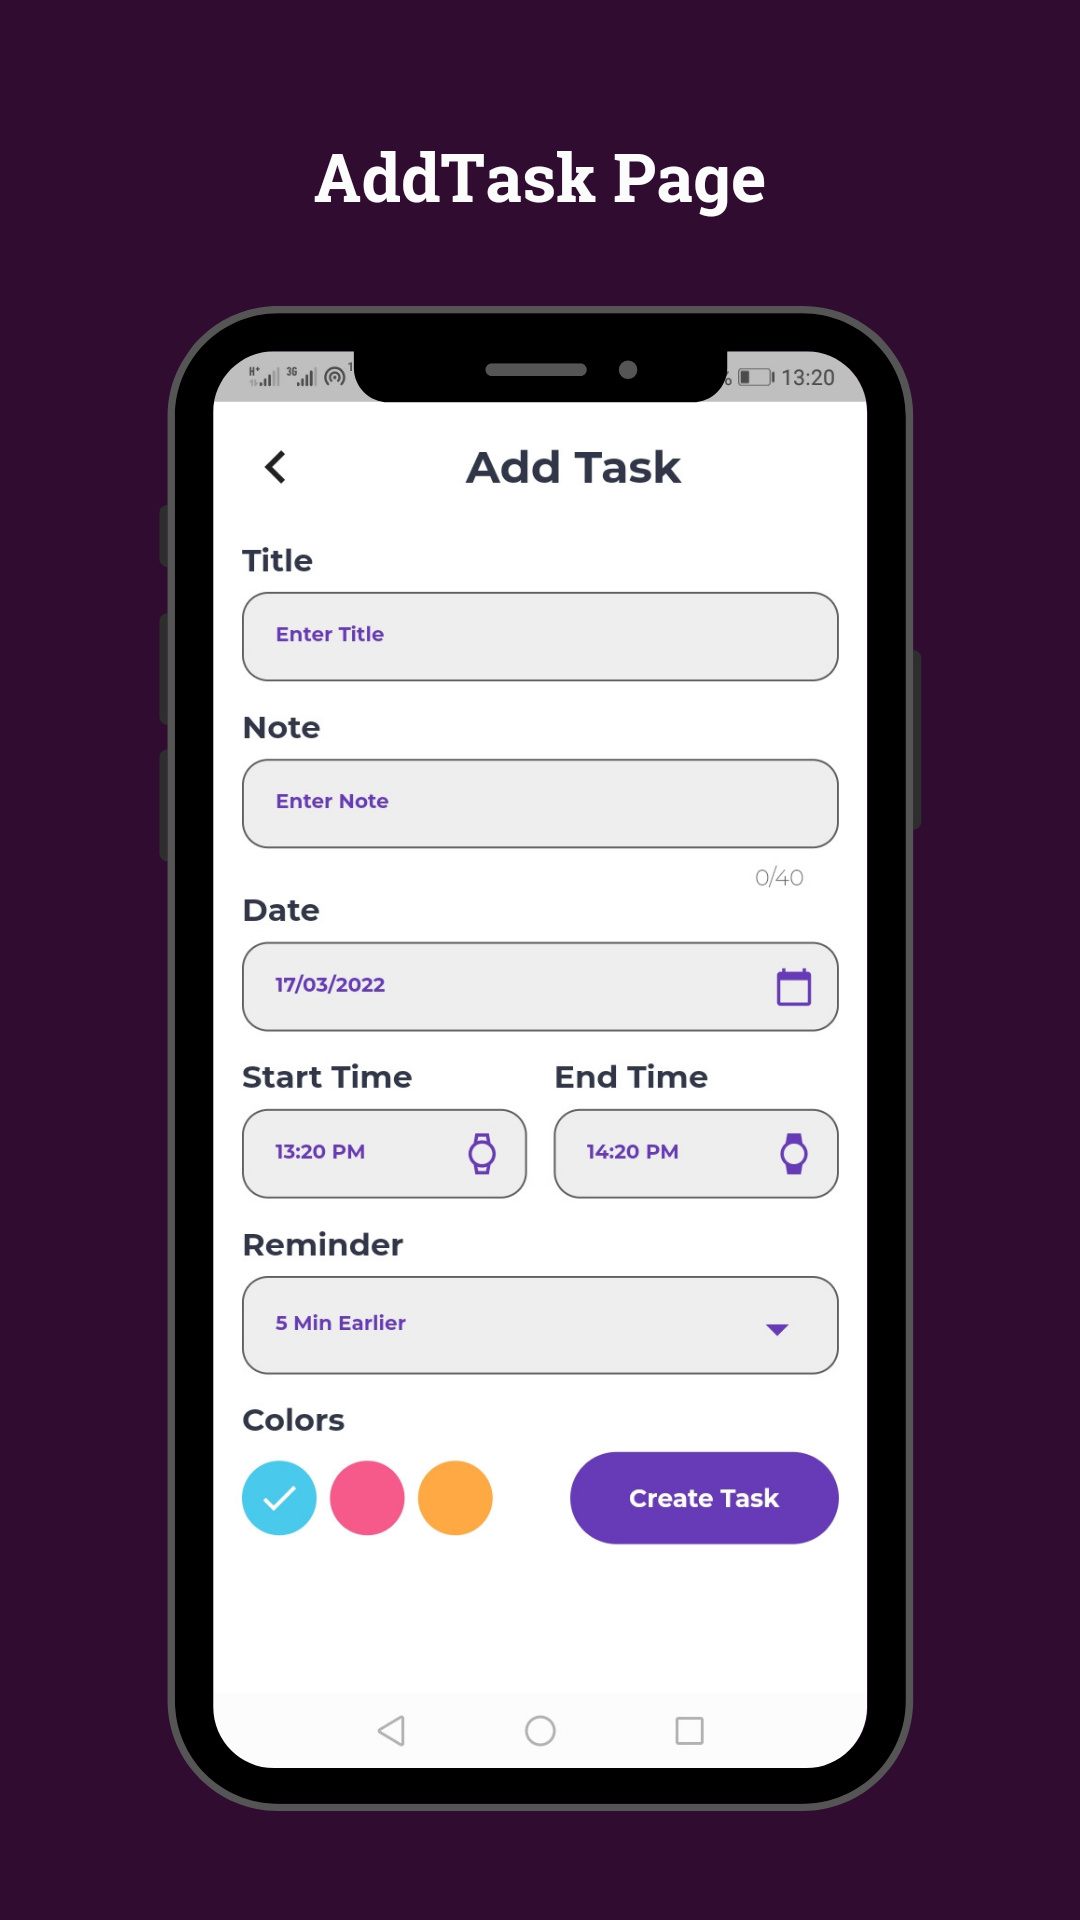 AddTask Page
H+ 3G 13:20
Add Task
Title
Enter Title
Note
Enter Note
0/40
Date
17/03/2022
Start Time End Time
13:20 PM 14:20 PM
Reminder
5 Min Earlier
Colors
Create Task